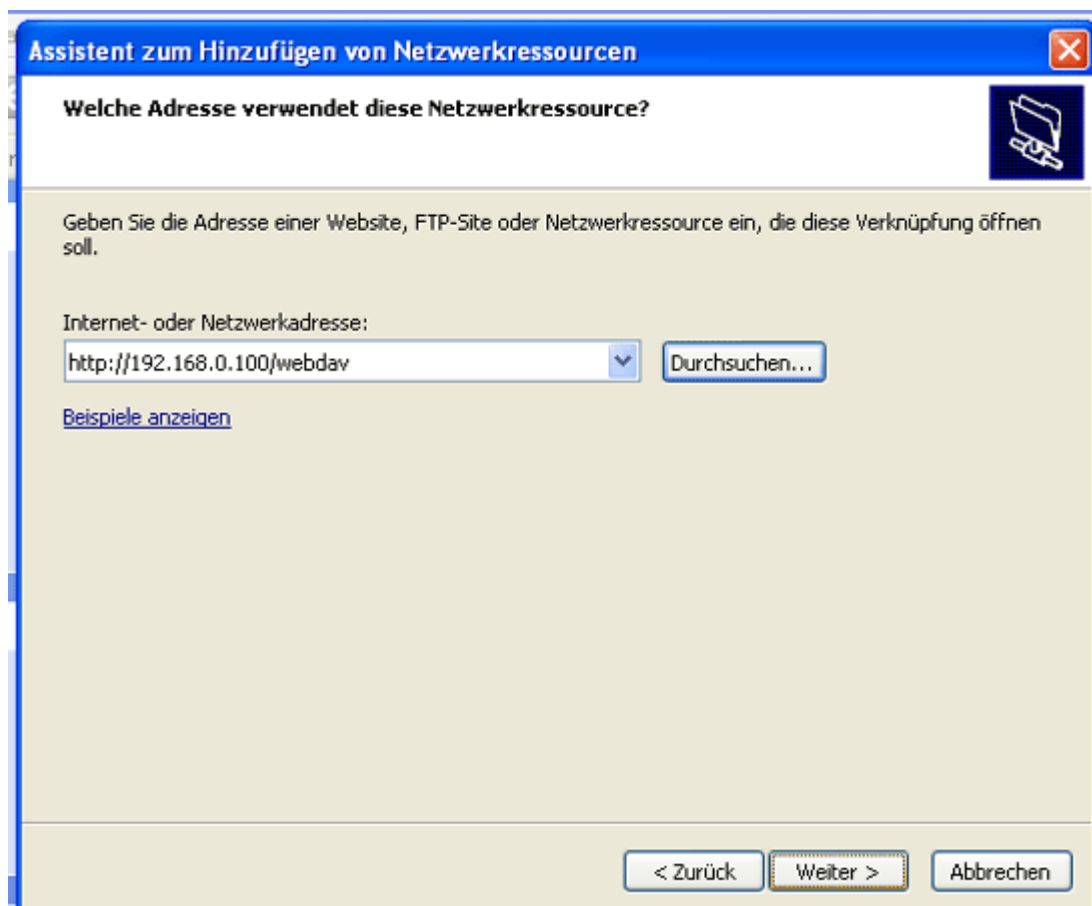 Assistent zum Hinzufügen von Netzwerkressourcen
Welche Adresse verwendet diese Netzwerkressource?
Geben Sie die Adresse einer Website, FTP-Site oder Netzwerkressource ein, die diese Verknüpfung öffnen
soll.
Internet- oder Netzwerkadresse:
http://192.168.0.100/webdav
Durchsuchen...
Beispiele anzeigen
< Zurück
Weiter >
Abbrechen